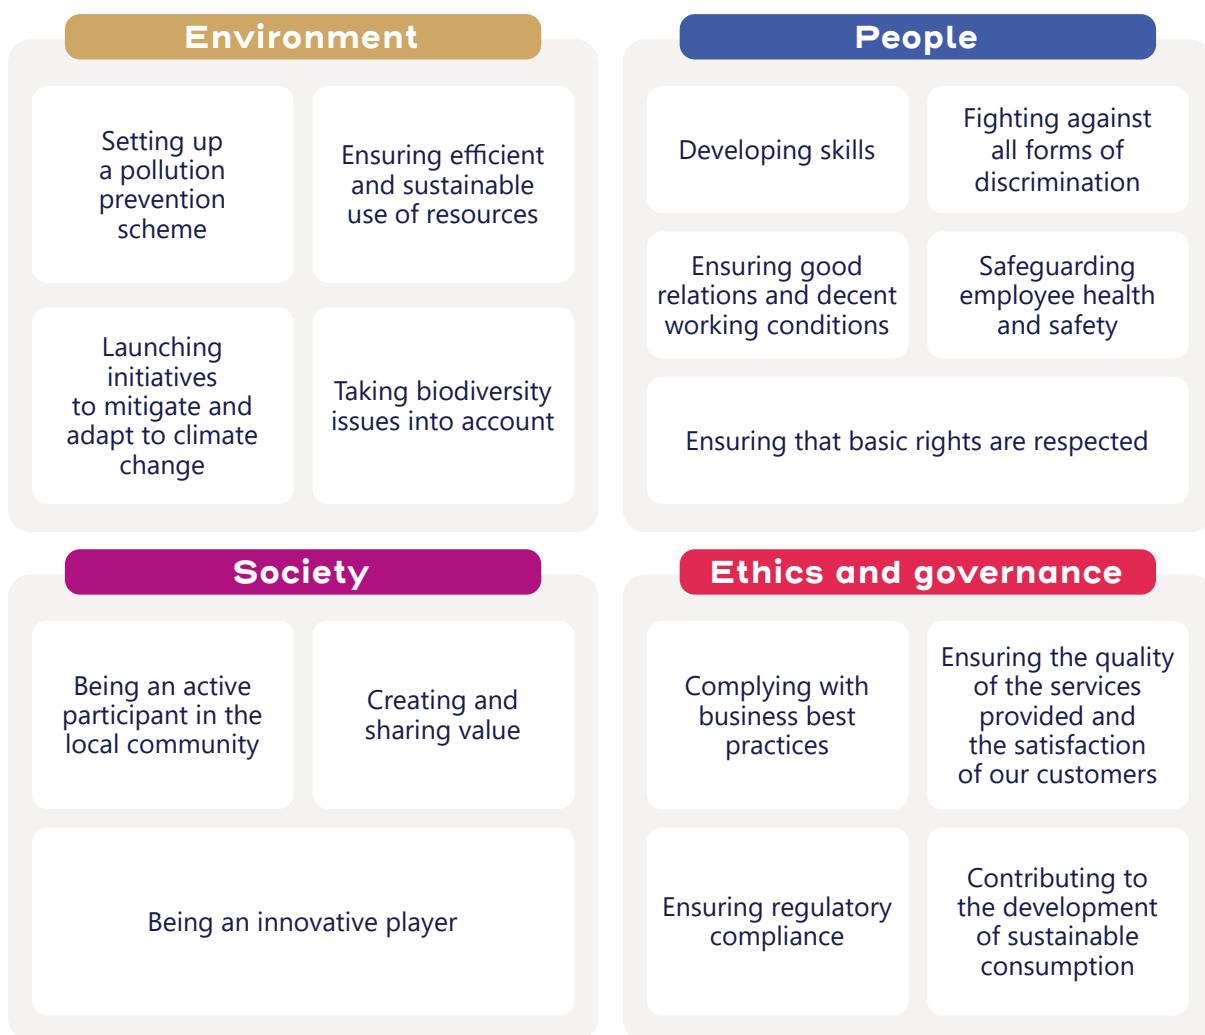 Environment
Setting up
a pollution
prevention
scheme
Ensuring efficient
and sustainable
use of resources
Launching
initiatives
to mitigate and
adapt to climate
change
Taking biodiversity
issues into account
People
Developing skills
Fighting against
all forms of
discrimination
Ensuring good
relations and decent
working conditions
Safeguarding
employee health
and safety
Ensuring that basic rights are respected
Society
Being an active
participant in the
local community
Creating and
sharing value
Being an innovative player
Ethics and governance
Complying with
business best
practices
Ensuring the quality
of the services
provided and
the satisfaction
of our customers
Ensuring regulatory
compliance
Contributing to
the development
of sustainable
consumption